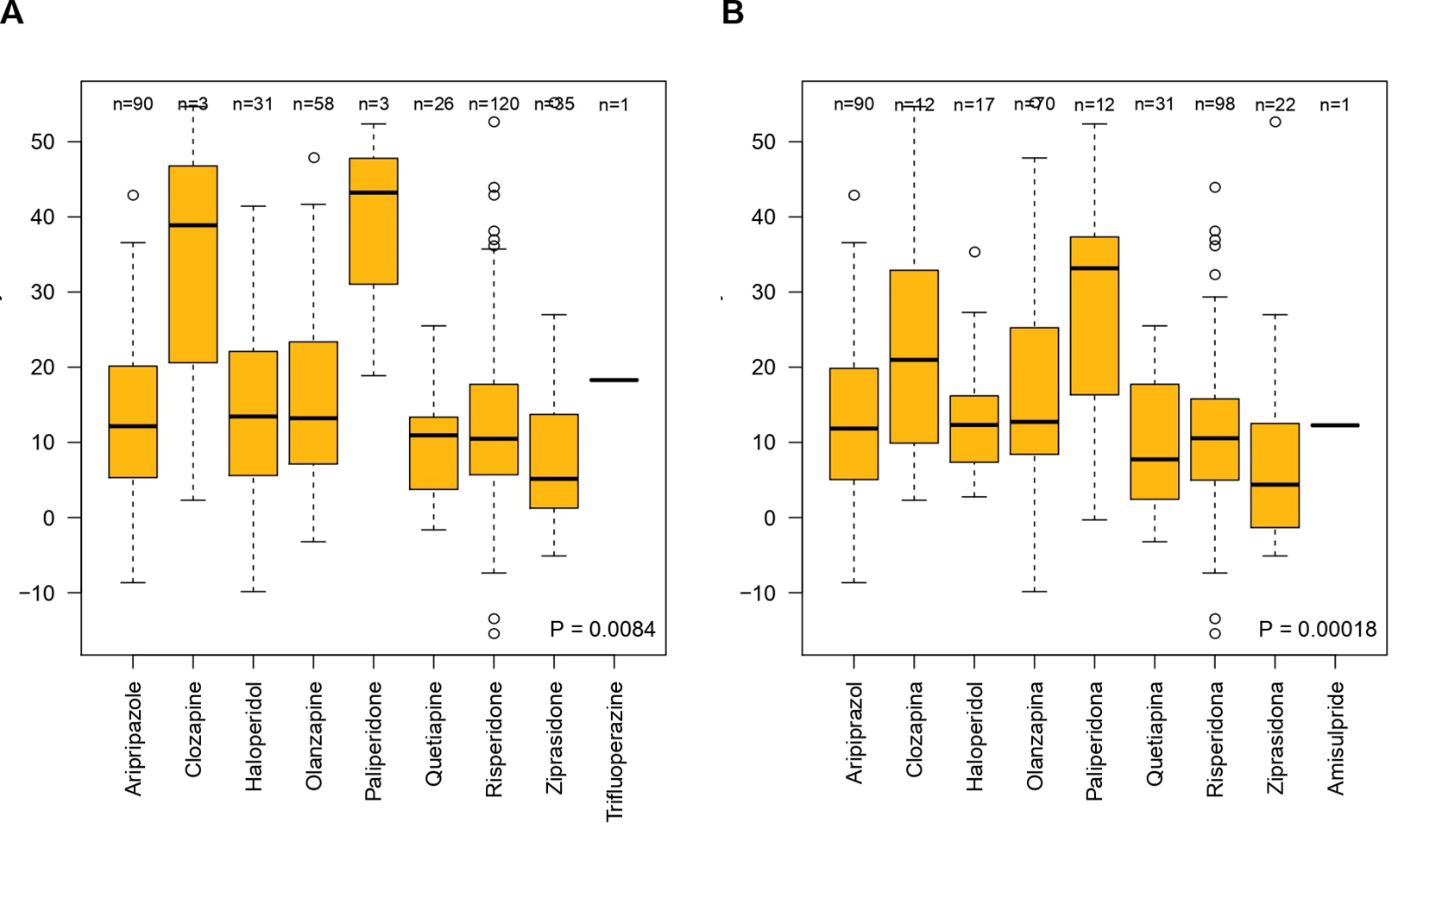 A
n=90 n=3 n=31 n=58 n=3 n=26 n=120 n=35 n=1
50
40
30
20
10
0
−10
P = 0.0084
Aripripazole
Clozapine
Haloperidol
Olanzapine
Paliperidone
Quetiapine
Risperidone
Ziprasidone
Trifluoperazine
B
n=90 n=12 n=17 n=70 n=12 n=31 n=98 n=22 n=1
50
40
30
20
10
0
−10
P = 0.00018
Aripiprazol
Clozapina
Haloperidol
Olanzapina
Paliperidona
Quetiapina
Risperidona
Ziprasidona
Amisulpride